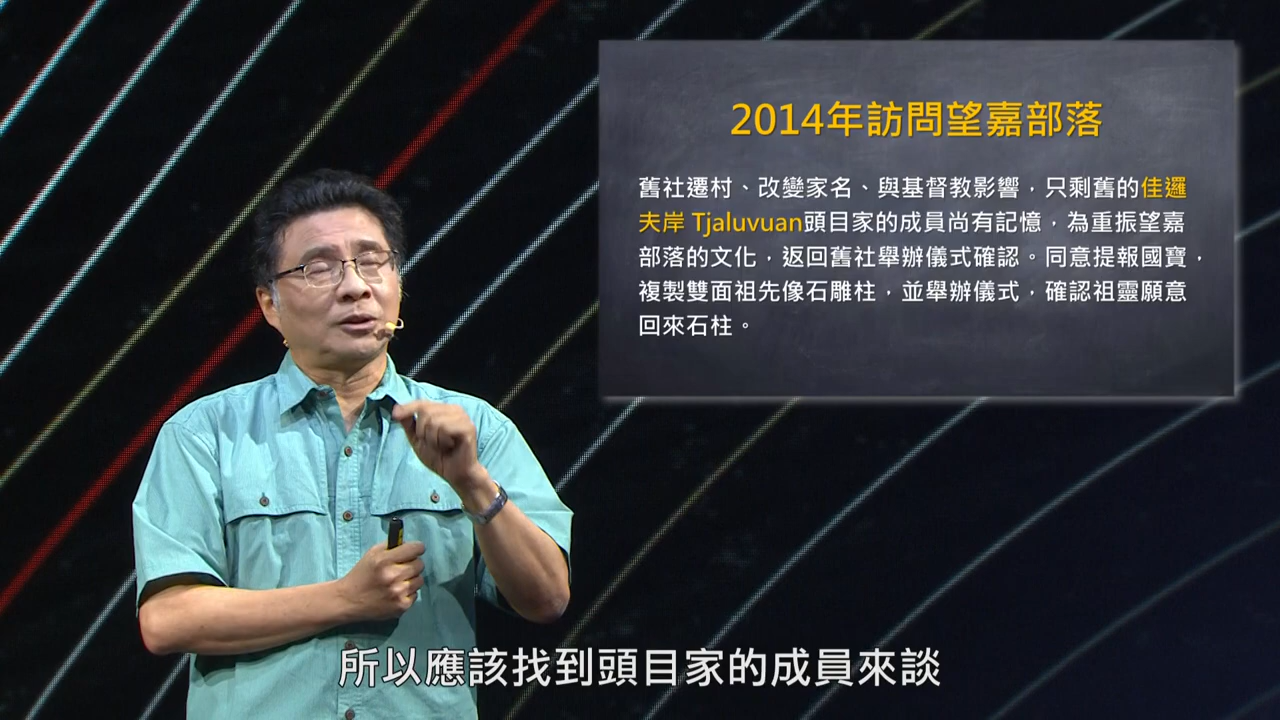 2014年訪問望嘉部落
舊社遷村、改變家名、與基督教影響，只剩舊的佳邏
夫岸 Tjaluvuan頭目家的成員尚有記憶，為重振望嘉
部落的文化，返回舊社舉辦儀式確認。同意提報國寶，
複製雙面祖先像石雕柱，並舉辦儀式，確認祖靈願意
回來石柱。
所以應該找到頭目家的成員來談